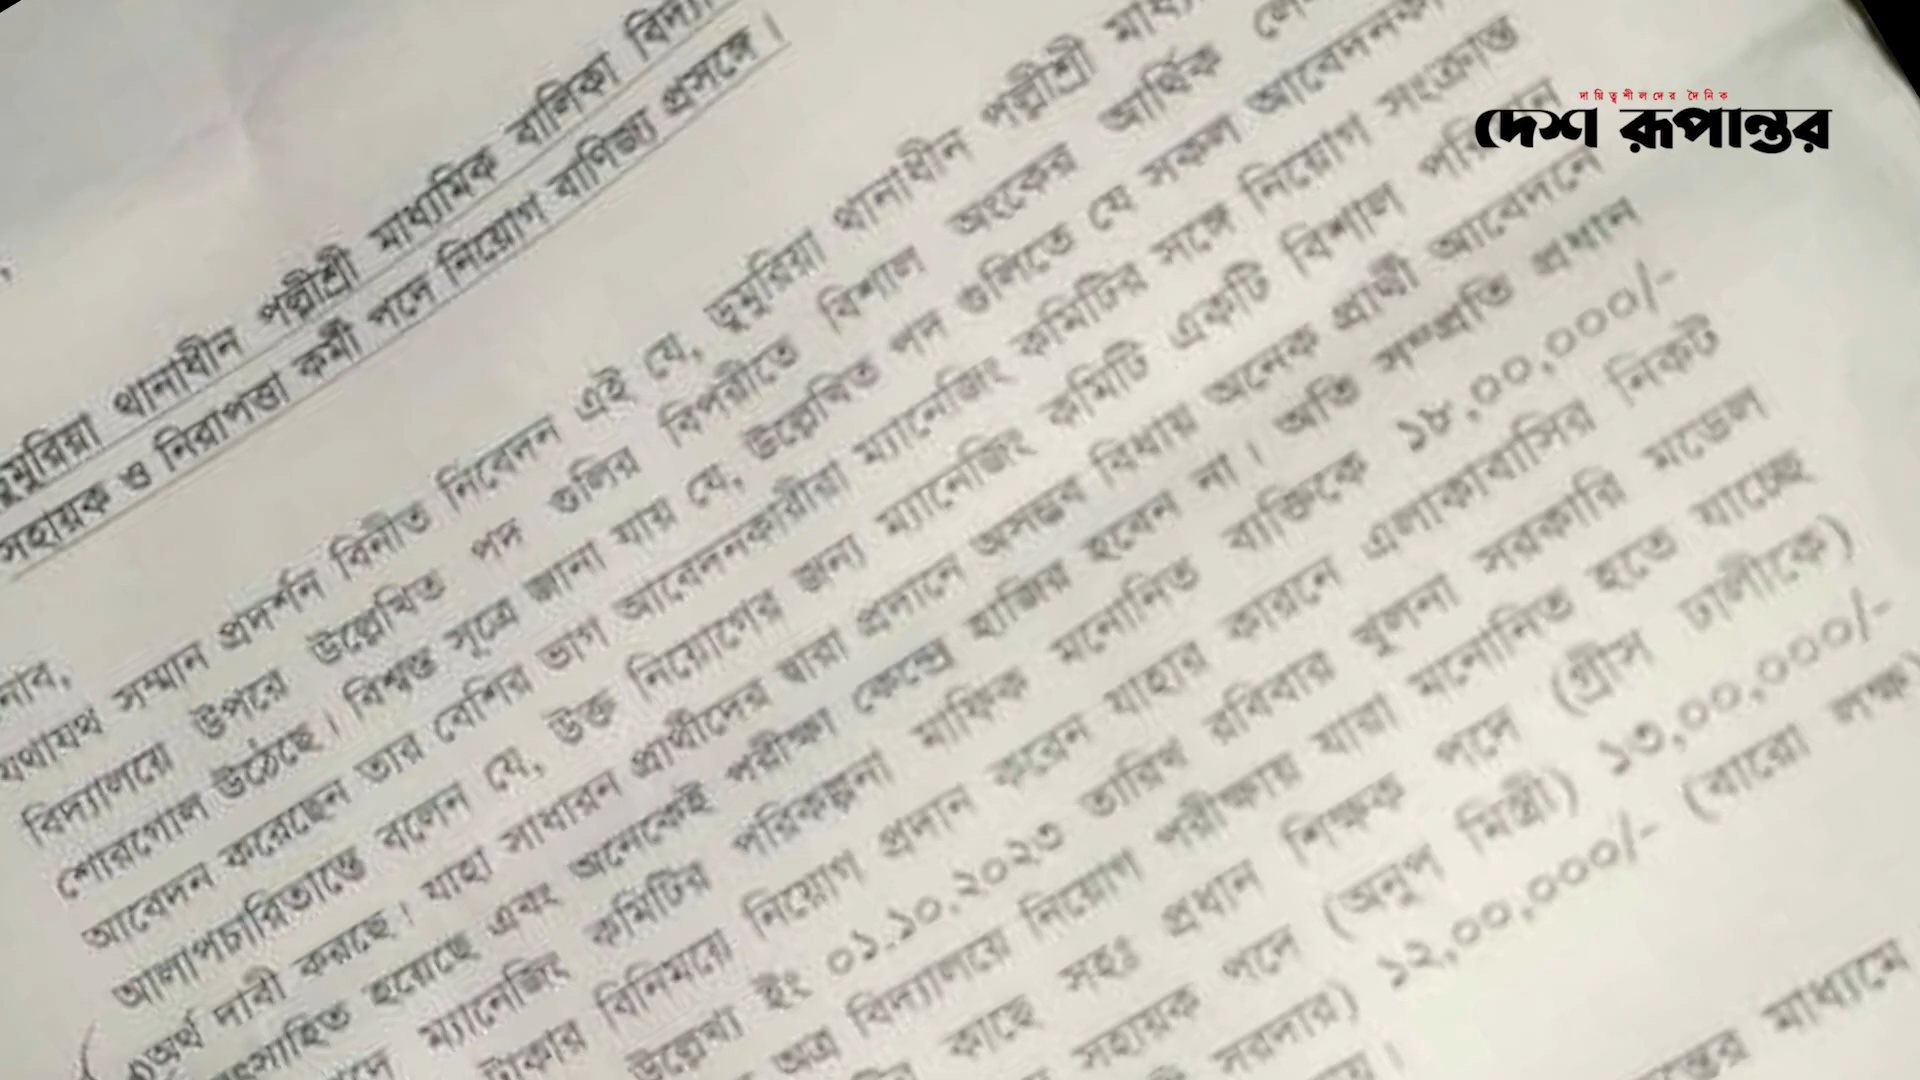 দায়িত্বশীলদের দৈনিক
দেশ রূপান্তর
ডুমুরিয়া থানাধীন পল্লীশ্রী মাধ্যমিক বালিকা
সহায়ক ও নিরাপত্তা কর্মী পদে নিয়োগ বাণিজ্য প্রসঙ্গে।
যথাযথ সম্মান প্রদর্শন বিনীত নিবেদন এই যে, ডুমুরিয়া থানাধীন পল্লীশ্রী
বিদ্যালয়ে উপরে উল্লেখিত পদ গুলির বিপরীতে বিশাল অংকের আর্থিক
শোরগোল উঠেছে। বিশ্বস্ত সূত্রে জানা যায় যে, উল্লেখিত পদ গুলিতে যে সকল
আবেদন করেছেন তার বেশির ভাগ আবেদনকারীরা ম্যানেজিং কমিটির সঙ্গে নিয়োগ সংক্রান্ত
আলাপচারিতান্তে বলেন যে, উক্ত নিয়োগের জন্য ম্যানেজিং কমিটি একটি বিশাল
অর্থ দাবী করছে। যাহা সাধারন প্রার্থীদের দ্বারা প্রদানে অসম্ভব বিধায় অনেক প্রার্থী আবেদনে
হয়েছে এবং অনেকেই পরীক্ষা কেন্দ্রে হাজির হবেন না। অতি সম্প্রতি প্রধান
ম্যানেজিং কমিটির পরিকল্পনা মাফিক মনোনিত ব্যক্তিকে ১৮,০০,০০০/-
টাকার বিনিময়ে নিয়োগ প্রদান করেন যাহার কারনে এলাকাবাসির নিকট
উল্লেখ্য ইং ০১.১০.২০২৩ তারিখ রবিবার খুলনা সরকারি মডেল
অত্র বিদ্যালয়ে নিয়োগ পরীক্ষায় যারা মনোনিত হতে যাচ্ছে
কাছে সহঃ প্রধান শিক্ষক পদে (গ্রীস ঢালীকে)
সহায়ক পদে (অনুপ মিস্ত্রী) ১৩,০০,০০০/-
সরদার) ১২,০০,০০০/- (বারো লক্ষ)
মাধ্যমে